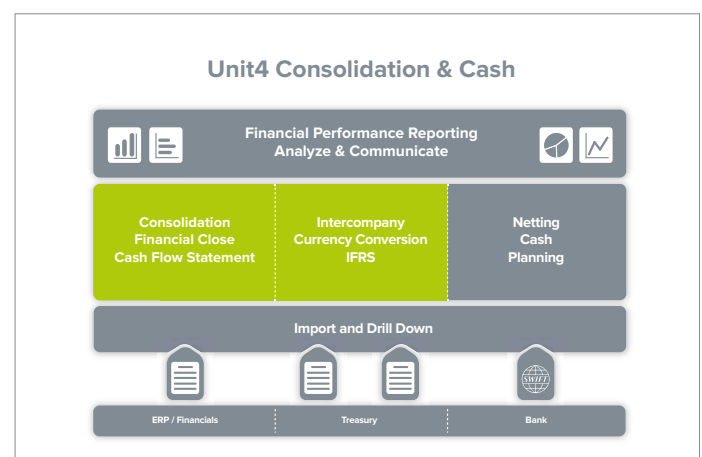 Unit4 Consolidation & Cash
Financial Performance Reporting
Analyze & Communicate
Consolidation
Financial Close
Cash Flow Statement
Intercompany
Currency Conversion
IFRS
Netting
Cash
Planning
Import and Drill Down
SWIFT
ERP / Financials
Treasury
Bank